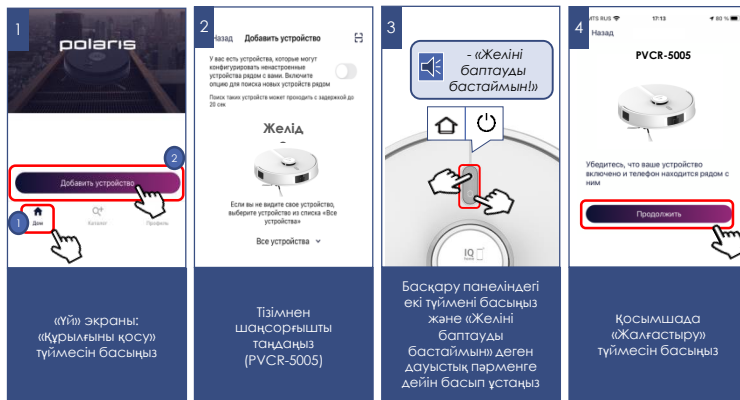 1
polaris
2
Добавить устройство
1
Дом
Каталог
Профиль
«Үй» экраны:
«Құрылғыны қосу»
түймесін басыңыз
2
Назад
Добавить устройство
У вас есть устройства, которые могут
конфигурировать ненастроенные
устройства рядом с вами. Включите
опцию для поиска новых устройств рядом
Поиск таких устройств может проходить с задержкой до
20 сек
Желід
Если вы не видите свое устройство,
выберите устройство из списка «Все
устройства»
Все устройства
Тізімнен
шаңсорғышты
таңдаңыз
(PVCR-5005)
3
- «Желіні
баптауды
бастаймын!»
IQ
Басқару панеліндегі
екі түймені басыңыз
және «Желіні
баптауды
бастаймын» деген
дауыстық пәрменге
дейін басып ұстаңыз
4
MTS RUS
17:13
80 %
Назад
PVCR-5005
Убедитесь, что ваше устройство
включено и телефон находится рядом с
ним
Продолжить
Қосымшада
«Жалғастыру»
түймесін басыңыз